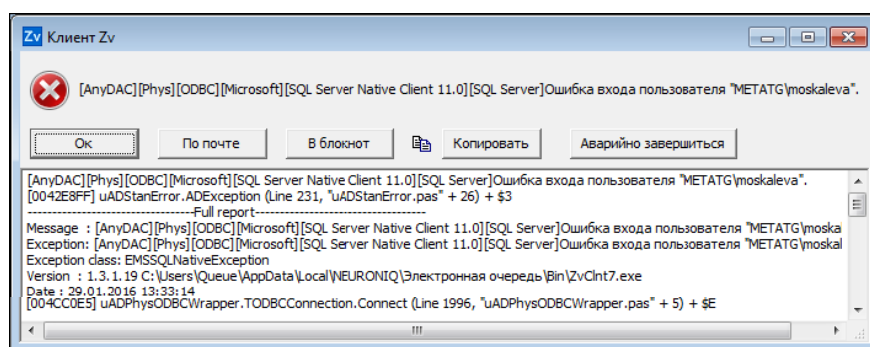 Zv Клиент Zv
[AnyDAC][Phys][ODBC][Microsoft][SQL Server Native Client 11.0][SQL Server]Ошибка входа пользователя "METATG\moskaleva".
Ок По почте В блокнот Копировать Аварийно завершиться
[AnyDAC][Phys][ODBC][Microsoft][SQL Server Native Client 11.0][SQL Server]Ошибка входа пользователя "METATG\moskaleva".
[0042E8FF] uADStanError.ADException (Line 231, "uADStanError.pas" + 26) + $3
----------------------------------Full report----------------------------------
Message : [AnyDAC][Phys][ODBC][Microsoft][SQL Server Native Client 11.0][SQL Server]Ошибка входа пользователя "METATG\moska
Exception: [AnyDAC][Phys][ODBC][Microsoft][SQL Server Native Client 11.0][SQL Server]Ошибка входа пользователя "METATG\moskal
Exception class: EMSSQLNativeException
Version : 1.3.1.19 C:\Users\Queue\AppData\Local\NEURONIQ\Электронная очередь\Bin\ZvClnt7.exe
Date : 29.01.2016 13:33:14
[004CC0E5] uADPhysODBCWrapper.TODBCConnection.Connect (Line 1996, "uADPhysODBCWrapper.pas" + 5) + $E